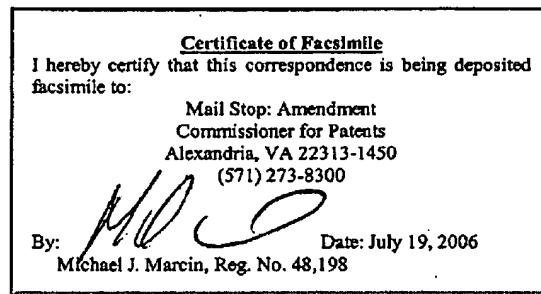 Certificate of Facsimile
I hereby certify that this correspondence is being deposited
facsimile to:
Mail Stop: Amendment
Commissioner for Patents
Alexandria, VA 22313-1450
(571) 273-8300
By: Date: July 19, 2006
Michael J. Marcin, Reg. No. 48,198